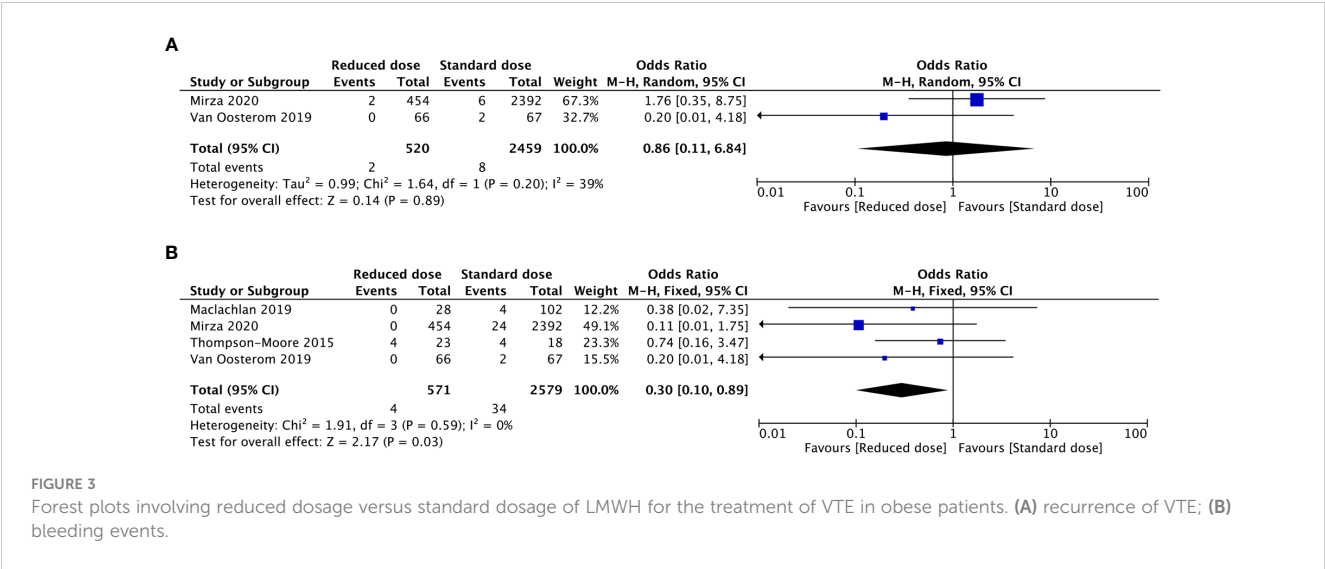 A
Reduced dose Standard dose Odds Ratio Odds Ratio
Study or Subgroup Events Total Events Total Weight M-H, Random, 95% CI M-H, Random, 95% CI
Mirza 2020 2 454 6 2392 67.3% 1.76 [0.35, 8.75]
Van Oosterom 2019 0 66 2 67 32.7% 0.20 [0.01, 4.18]
Total (95% CI) 520 2459 100.0% 0.86 [0.11, 6.84]
Total events 2 8
Heterogeneity: Tau² = 0.99; Chi² = 1.64, df = 1 (P = 0.20); I² = 39%
Test for overall effect: Z = 0.14 (P = 0.89)
0.01 0.1 1 10 100
Favours [Reduced dose] Favours [Standard dose]
B
Reduced dose Standard dose Odds Ratio Odds Ratio
Study or Subgroup Events Total Events Total Weight M-H, Fixed, 95% CI M-H, Fixed, 95% CI
Maclachlan 2019 0 28 4 102 12.2% 0.38 [0.02, 7.35]
Mirza 2020 0 454 24 2392 49.1% 0.11 [0.01, 1.75]
Thompson-Moore 2015 4 23 4 18 23.3% 0.74 [0.16, 3.47]
Van Oosterom 2019 0 66 2 67 15.5% 0.20 [0.01, 4.18]
Total (95% CI) 571 2579 100.0% 0.30 [0.10, 0.89]
Total events 4 34
Heterogeneity: Chi² = 1.91, df = 3 (P = 0.59); I² = 0%
Test for overall effect: Z = 2.17 (P = 0.03)
0.01 0.1 1 10 100
Favours [Reduced dose] Favours [Standard dose]
FIGURE 3
Forest plots involving reduced dosage versus standard dosage of LMWH for the treatment of VTE in obese patients. (A) recurrence of VTE; (B)
bleeding events.